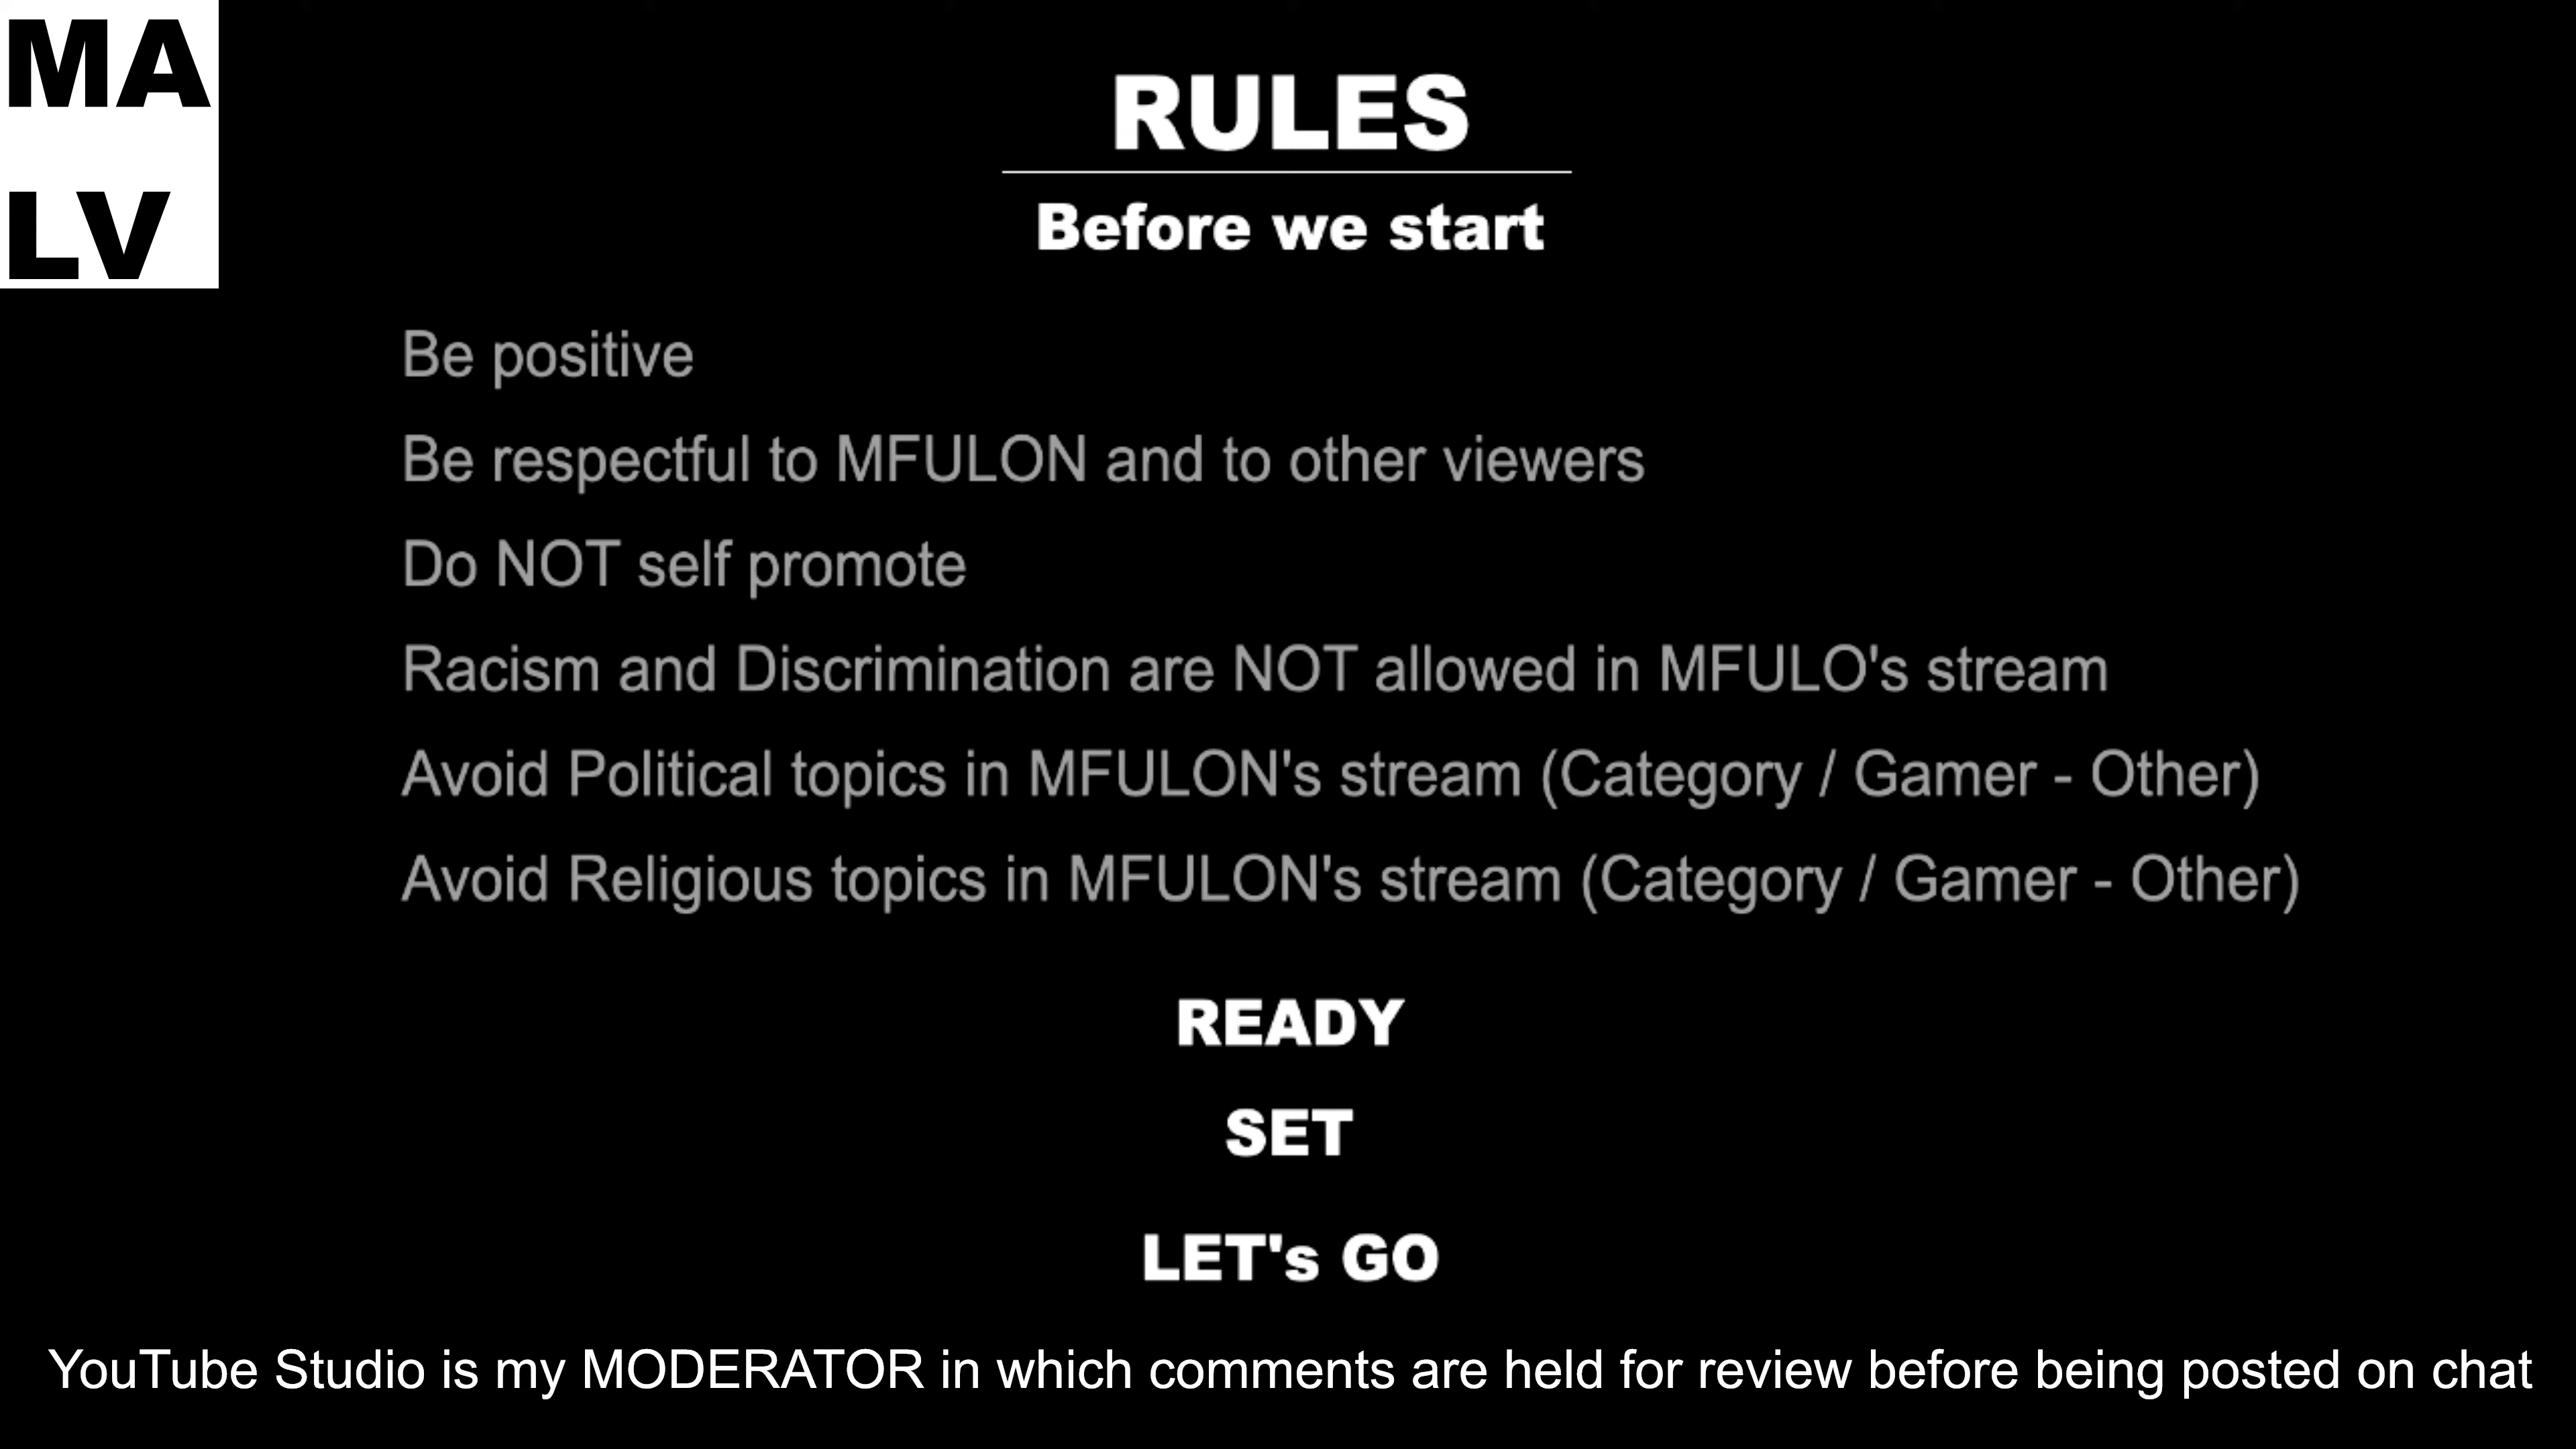 MA
LV
RULES
Before we start
Be positive
Be respectful to MFULON and to other viewers
Do NOT self promote
Racism and Discrimination are NOT allowed in MFULO's stream
Avoid Political topics in MFULON's stream (Category / Gamer - Other)
Avoid Religious topics in MFULON's stream (Category / Gamer - Other)
READY
SET
LET's GO
YouTube Studio is my MODERATOR in which comments are held for review before being posted on chat